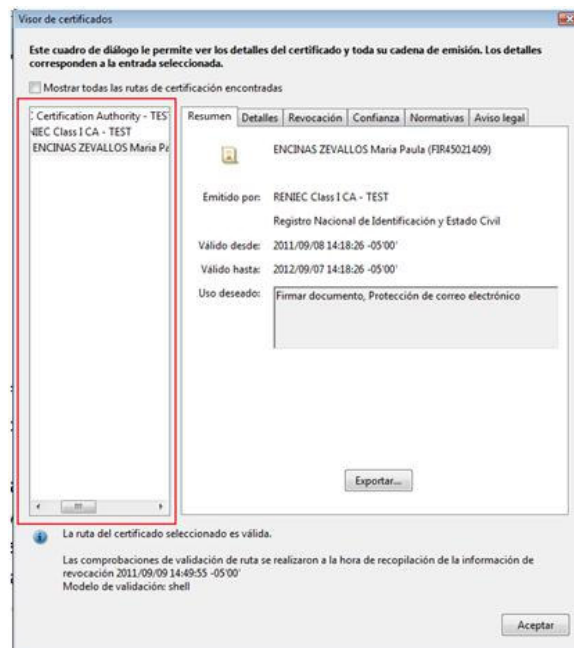 Visor de certificados
Este cuadro de diálogo le permite ver los detalles del certificado y toda su cadena de emisión. Los detalles
corresponden a la entrada seleccionada.
Mostrar todas las rutas de certificación encontradas
: Certification Authority - TES
NIEC Class I CA - TEST
ENCINAS ZEVALLOS Maria Pa
Resumen Detalles Revocación Confianza Normativas Aviso legal
ENCINAS ZEVALLOS Maria Paula (FIR45021409)
Emitido por: RENIEC Class I CA - TEST
Registro Nacional de Identificación y Estado Civil
Válido desde: 2011/09/08 14:18:26 -05'00'
Válido hasta: 2012/09/07 14:18:26 -05'00'
Uso deseado: Firmar documento, Protección de correo electrónico
Exportar...
La ruta del certificado seleccionado es válida.
Las comprobaciones de validación de ruta se realizaron a la hora de recopilación de la información de
revocación 2011/09/09 14:49:55 -05'00'
Modelo de validación: shell
Aceptar